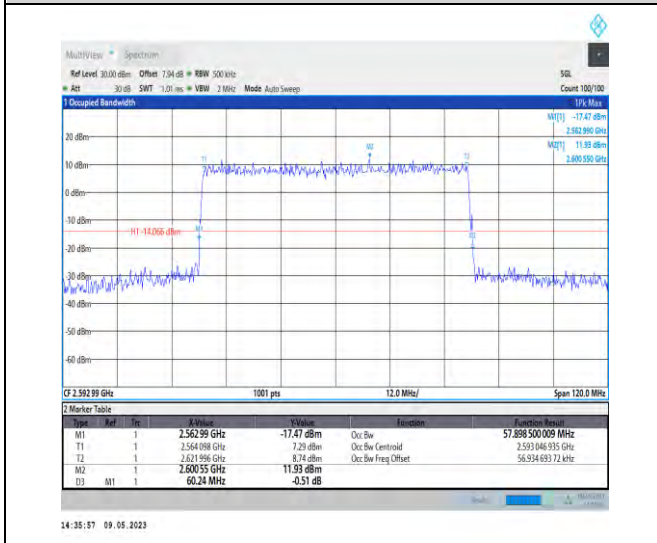 MultiView Spectrum
Ref Level 30.00 dBm Offset 7.94 dB RBW 500 kHz SGL
Att 30 dB SWT 1.01 ms VBW 2 MHz Mode Auto Sweep Count 100/100
1 Occupied Bandwidth 1Pk Max
M1[1] -17.47 dBm
2.562 990 GHz
M2[1] 11.93 dBm
2.600 550 GHz
20 dBm
M2
T1 T2
10 dBm
0 dBm
-10 dBm
H1 -14.066 dBm M1
D3
-20 dBm
-30 dBm
-40 dBm
-50 dBm
-60 dBm
CF 2.592 99 GHz 1001 pts 12.0 MHz/ Span 120.0 MHz
2 Marker Table
Type Ref Trc X-Value Y-Value Function Function Result
M1 1 2.562 99 GHz -17.47 dBm Occ Bw 57.898 500 009 MHz
T1 1 2.564 098 GHz 7.29 dBm Occ Bw Centroid 2.593 046 935 GHz
T2 1 2.621 996 GHz 8.74 dBm Occ Bw Freq Offset 56.934 693 72 kHz
M2 1 2.600 55 GHz 11.93 dBm
D3 M1 1 60.24 MHz -0.51 dB
Ready
14:35:57 09.05.2023